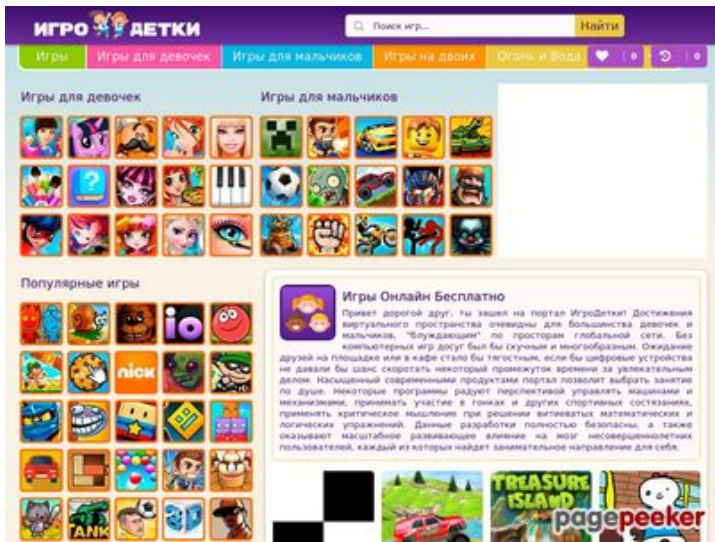 ИГРО ДЕТКИ
Поиск игр...
Найти
Игры
Игры для девочек
Игры для мальчиков
Игры на двоих
Огонь и Вода
0
0
Игры для девочек
Игры для мальчиков
Популярные игры
io
nick
TANK
3D
Игры Онлайн Бесплатно
Привет дорогой друг, ты зашел на портал ИгроДетки! Достижения
виртуального пространства очевидны для большинства девочек и
мальчиков, "блуждающим" по просторам глобальной сети. Без
компьютерных игр досуг был бы скучным и многообразным. Ожидание
друзей на площадке или в кафе стало бы тягостным, если бы цифровые устройства
не давали бы шанс скоротать некоторый промежуток времени за увлекательным
делом. Насыщенный современными продуктами портал позволит выбрать занятие
по душе. Некоторые программы радуют перспективой управлять машинами и
механизмами, принимать участие в гонках и других спортивных состязаниях,
применять критическое мышление при решении витиеватых математических и
логических упражнений. Данные разработки полностью безопасны, а также
оказывают масштабное развивающее влияние на мозг несовершеннолетних
пользователей, каждый из которых найдет занимательное направление для себя.
TREASURE
ISLAND
pagepeeker